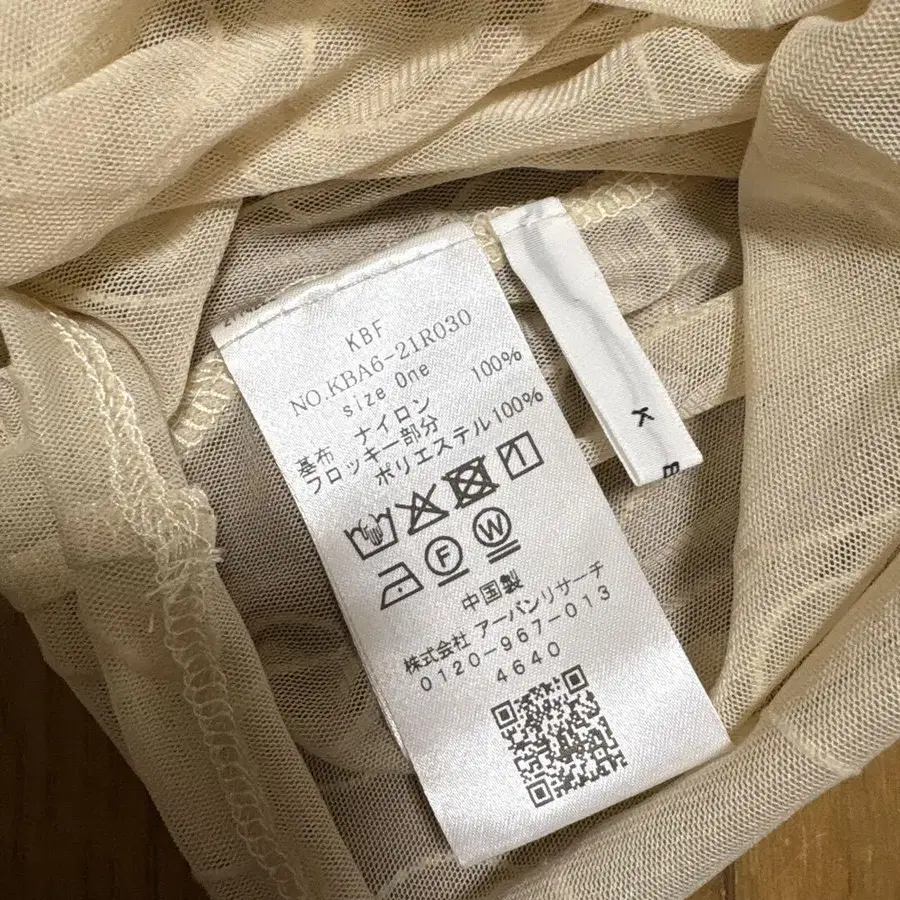 KBF
NO.KBA6-21R030
size One
基布 ナイロン 100%
フロッキー部分
ポリエステル100%
F W
中国製
株式会社 アーバンリサーチ
0120-967-013
4640
K
B